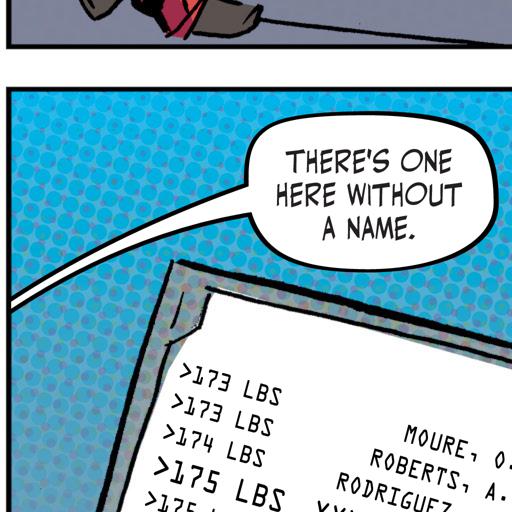 THERE'S ONE
HERE WITHOUT
A NAME.
>173 LBS
>173 LBS MOURE, O.
>174 LBS ROBERTS, A.
>175 LBS RODRIGUEZ